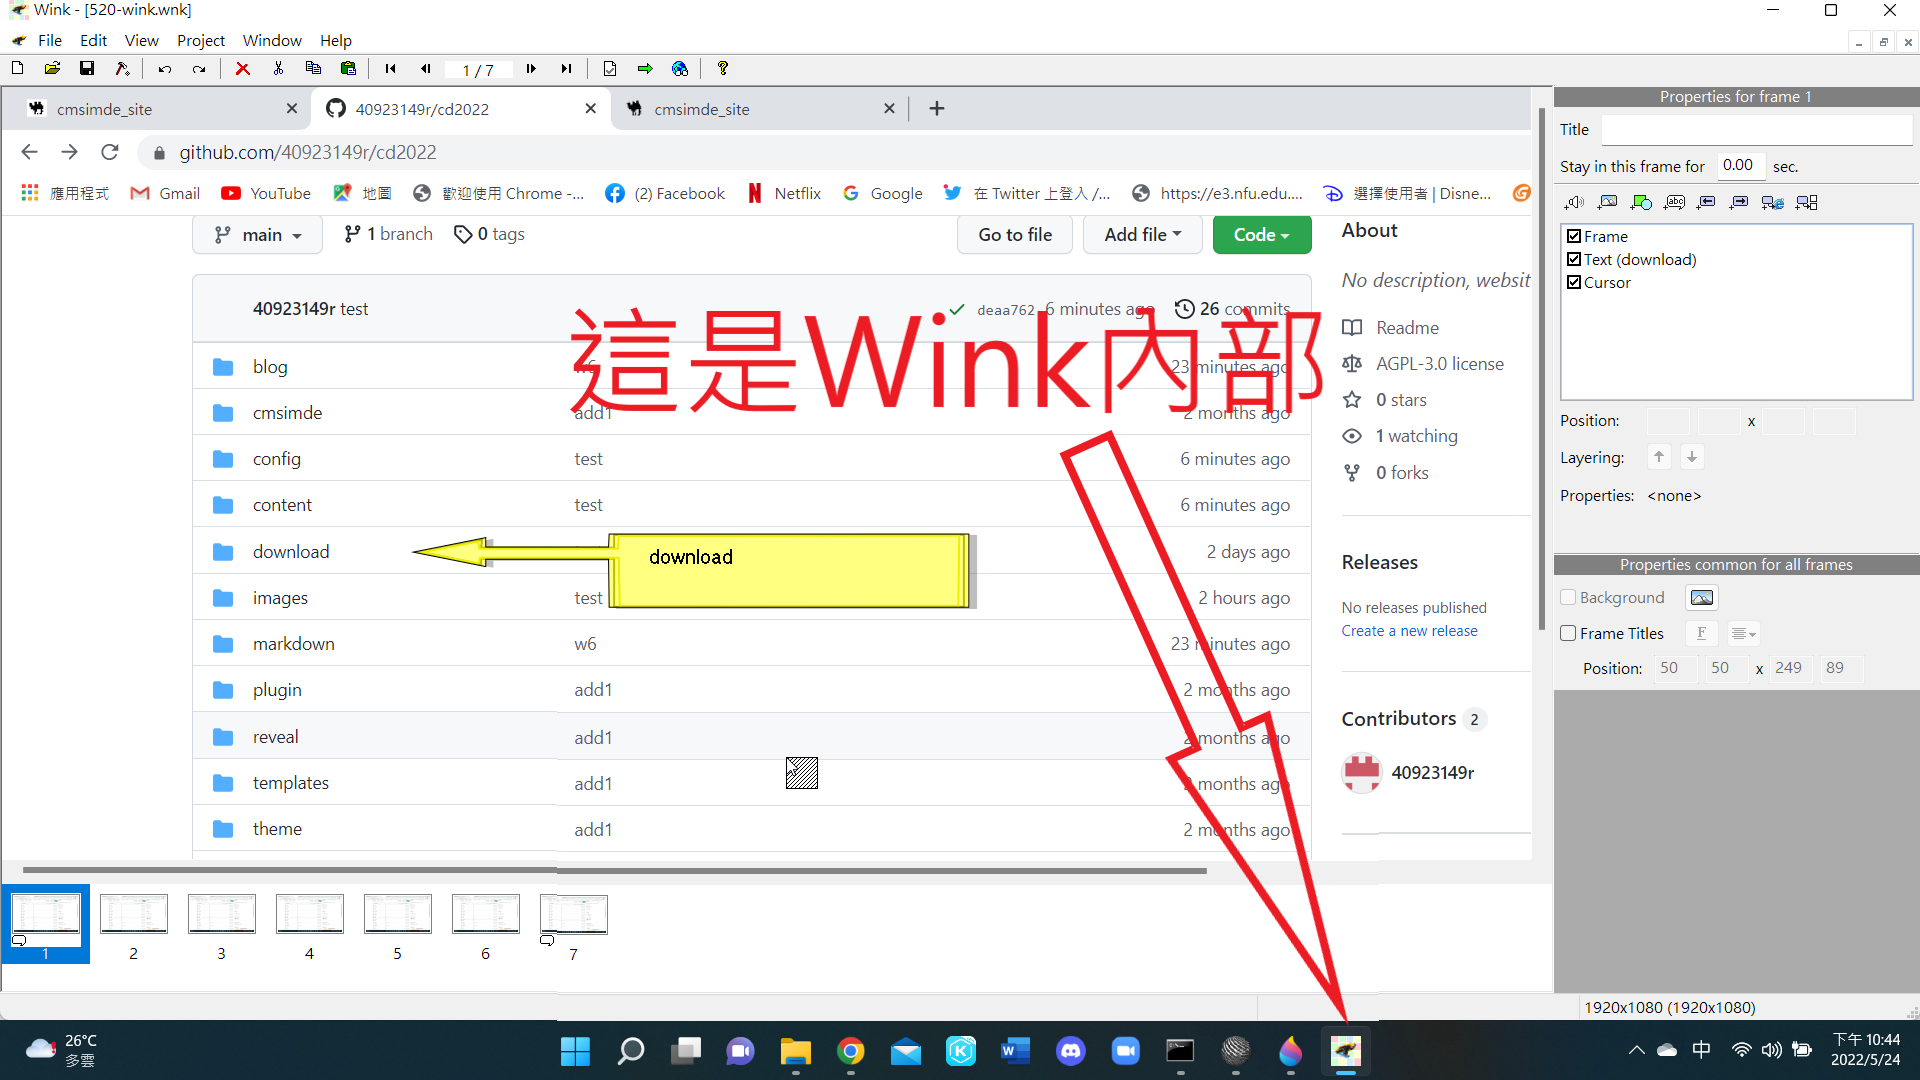 Wink - [520-wink.wnk]
File Edit View Project Window Help
1 / 7
cmsimde_site
40923149r/cd2022
cmsimde_site
github.com/40923149r/cd2022
應用程式
Gmail
YouTube
地圖
歡迎使用 Chrome -...
(2) Facebook
Netflix
Google
在 Twitter 上登入 /...
https://e3.nfu.edu....
選擇使用者 | Disne...
main
1 branch
0 tags
Go to file
Add file
Code
40923149r test
deaa762 6 minutes ago
26 commits
這是Wink內部
blog w6 23 minutes ago
cmsimde add1 2 months ago
config test 6 minutes ago
content test 6 minutes ago
download 2 days ago
download
images test 2 hours ago
markdown w6 23 minutes ago
plugin add1 2 months ago
reveal add1 2 months ago
templates add1 2 months ago
theme add1 2 months ago
About
No description, websit
Readme
AGPL-3.0 license
0 stars
1 watching
0 forks
Releases
No releases published
Create a new release
Contributors 2
40923149r
Properties for frame 1
Title
Stay in this frame for 0.00 sec.
Frame
Text (download)
Cursor
Position: x
Layering:
Properties: <none>
Properties common for all frames
Background
Frame Titles
Position: 50 50 x 249 89
1 2 3 4 5 6 7
1920x1080 (1920x1080)
26°C
多雲
中
下午 10:44
2022/5/24